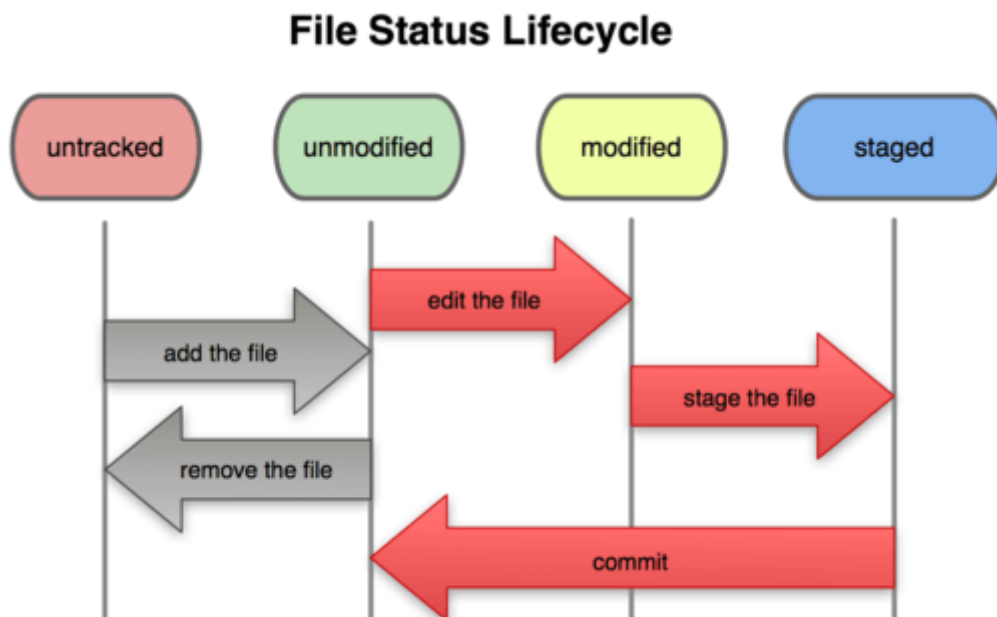 File Status Lifecycle
untracked
unmodified
modified
staged
edit the file
add the file
stage the file
remove the file
commit